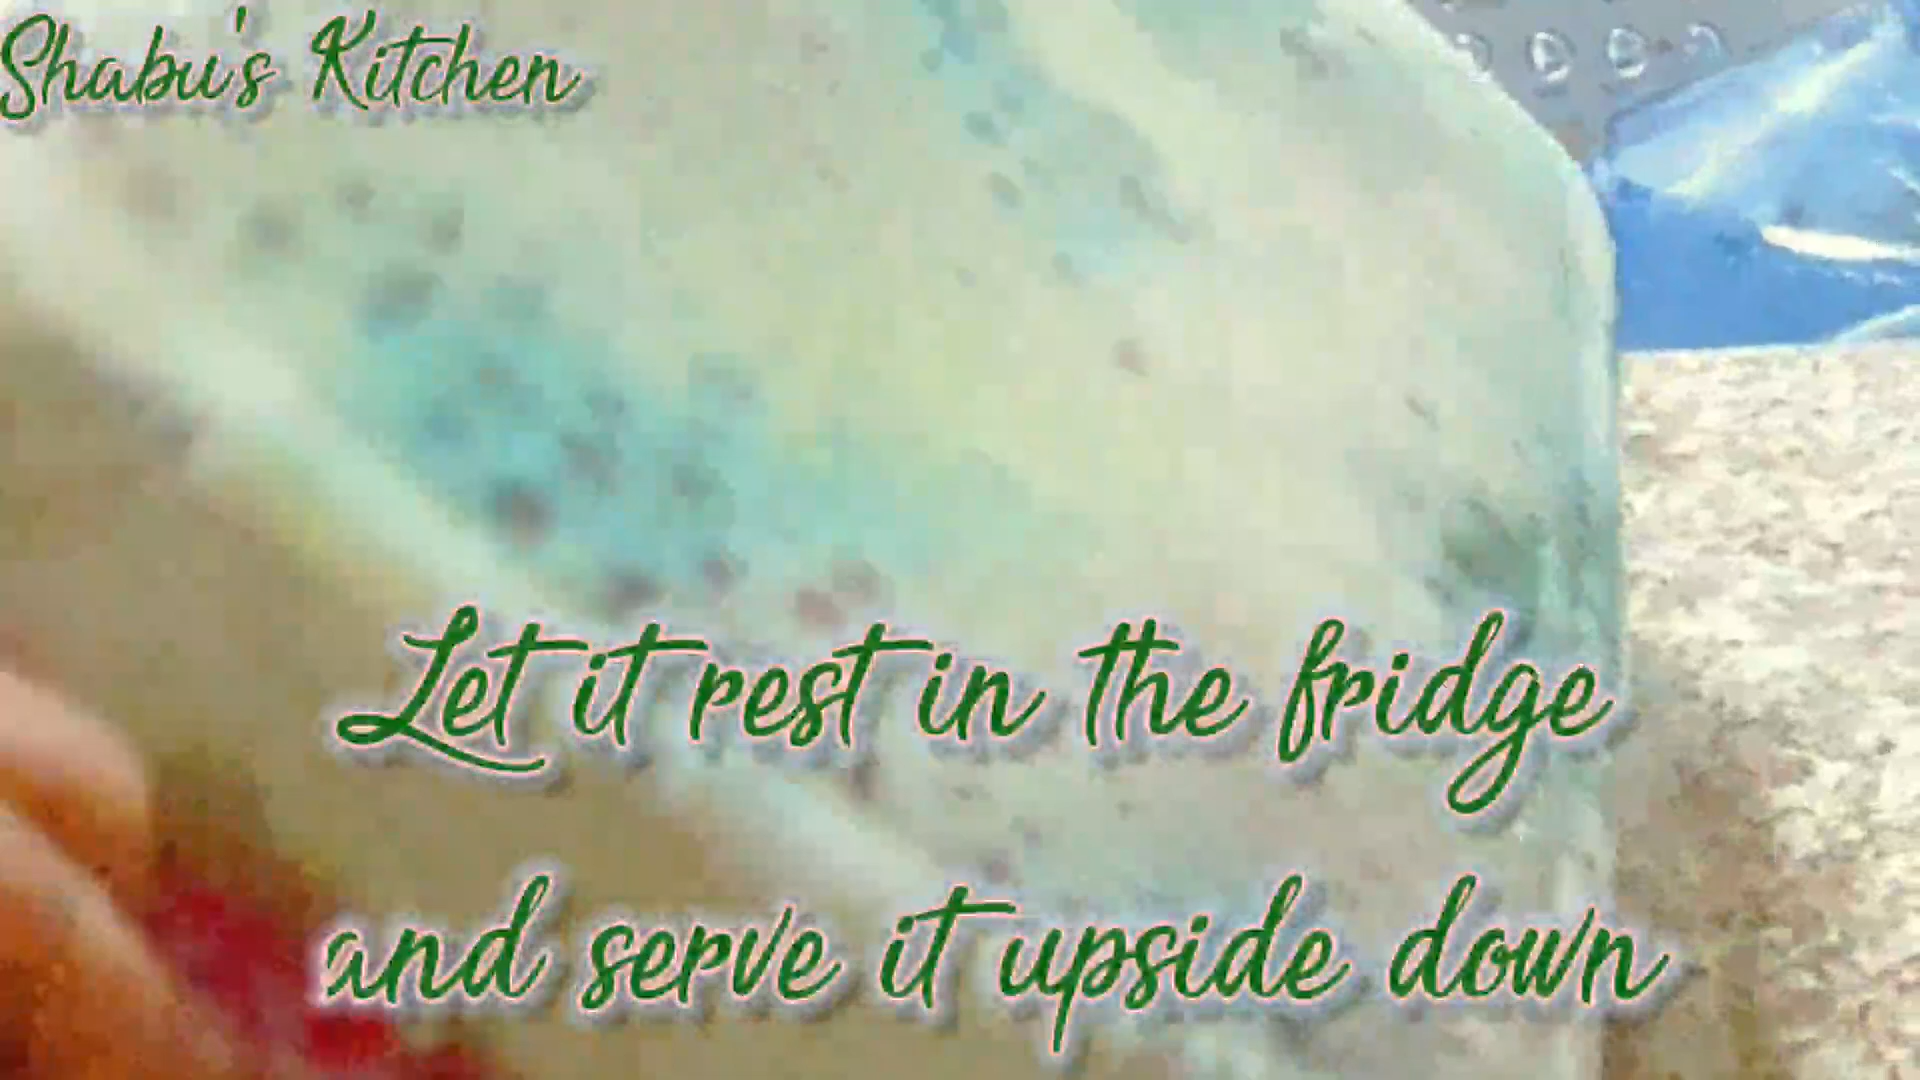 Shabu's Kitchen
Let it rest in the fridge
and serve it upside down